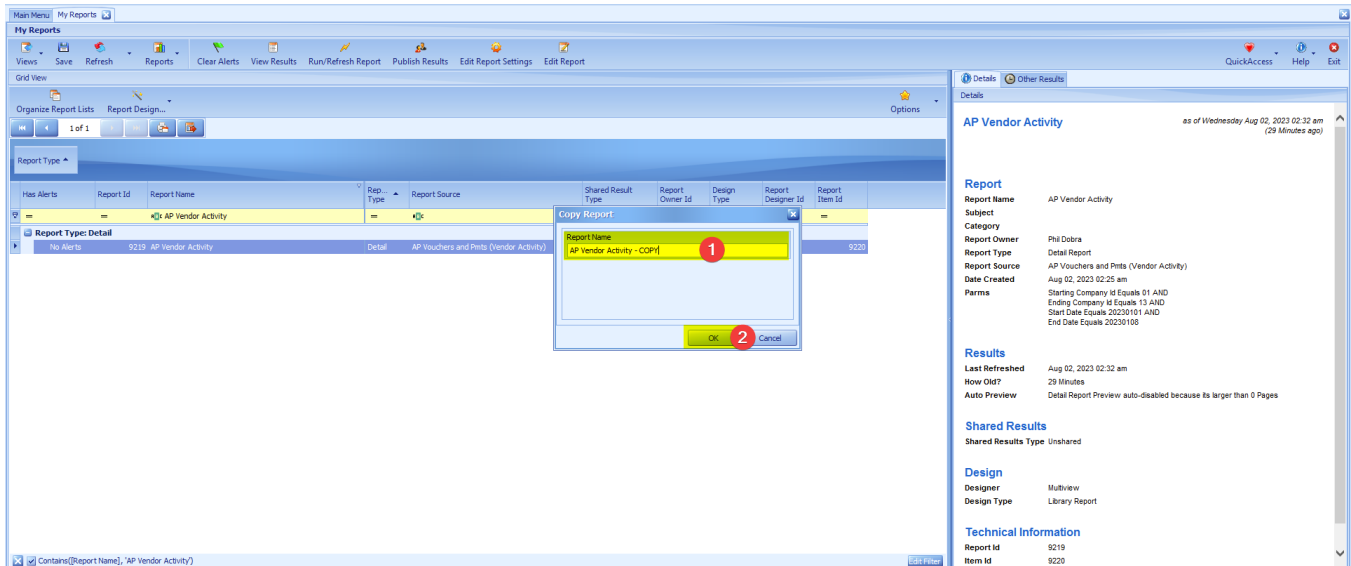 Main Menu My Reports
My Reports
Views Save Refresh Reports Clear Alerts View Results Run/Refresh Report Publish Results Edit Report Settings Edit Report QuickAccess Help Exit
Grid View
Organize Report Lists Report Design... Options
1 of 1
Report Type
Has Alerts Report Id Report Name Rep... Type Report Source Shared Result Type Report Owner Id Design Type Report Designer Id Report Item Id
= = AP Vendor Activity = =
Report Type: Detail
No Alerts 9219 AP Vendor Activity Detail AP Vouchers and Pmts (Vendor Activity) 9220
Copy Report
Report Name
AP Vendor Activity - COPY 1
OK 2 Cancel
Contains([Report Name], 'AP Vendor Activity') Edit Filter
Details Other Results
Details
AP Vendor Activity as of Wednesday Aug 02, 2023 02:32 am
(29 Minutes ago)
Report
Report Name AP Vendor Activity
Subject
Category
Report Owner Phil Dobra
Report Type Detail Report
Report Source AP Vouchers and Pmts (Vendor Activity)
Date Created Aug 02, 2023 02:25 am
Parms Starting Company Id Equals 01 AND
Ending Company Id Equals 13 AND
Start Date Equals 20230101 AND
End Date Equals 20230108
Results
Last Refreshed Aug 02, 2023 02:32 am
How Old? 29 Minutes
Auto Preview Detail Report Preview auto-disabled because its larger than 0 Pages
Shared Results
Shared Results Type Unshared
Design
Designer Multiview
Design Type Library Report
Technical Information
Report Id 9219
Item Id 9220